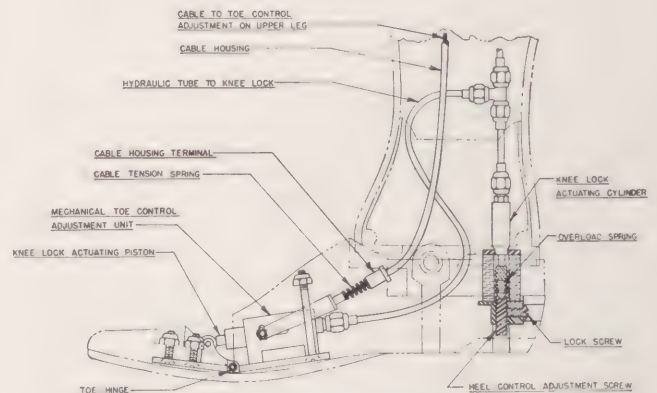 CABLE TO TOE CONTROL
ADJUSTMENT ON UPPER LEG
CABLE HOUSING
HYDRAULIC TUBE TO KNEE LOCK
CABLE HOUSING TERMINAL
CABLE TENSION SPRING
MECHANICAL TOE CONTROL
ADJUSTMENT UNIT
KNEE LOCK ACTUATING PISTON
TOE HINGE
KNEE LOCK
ACTUATING CYLINDER
OVERLOAD SPRING
LOCK SCREW
HEEL CONTROL ADJUSTMENT SCREW